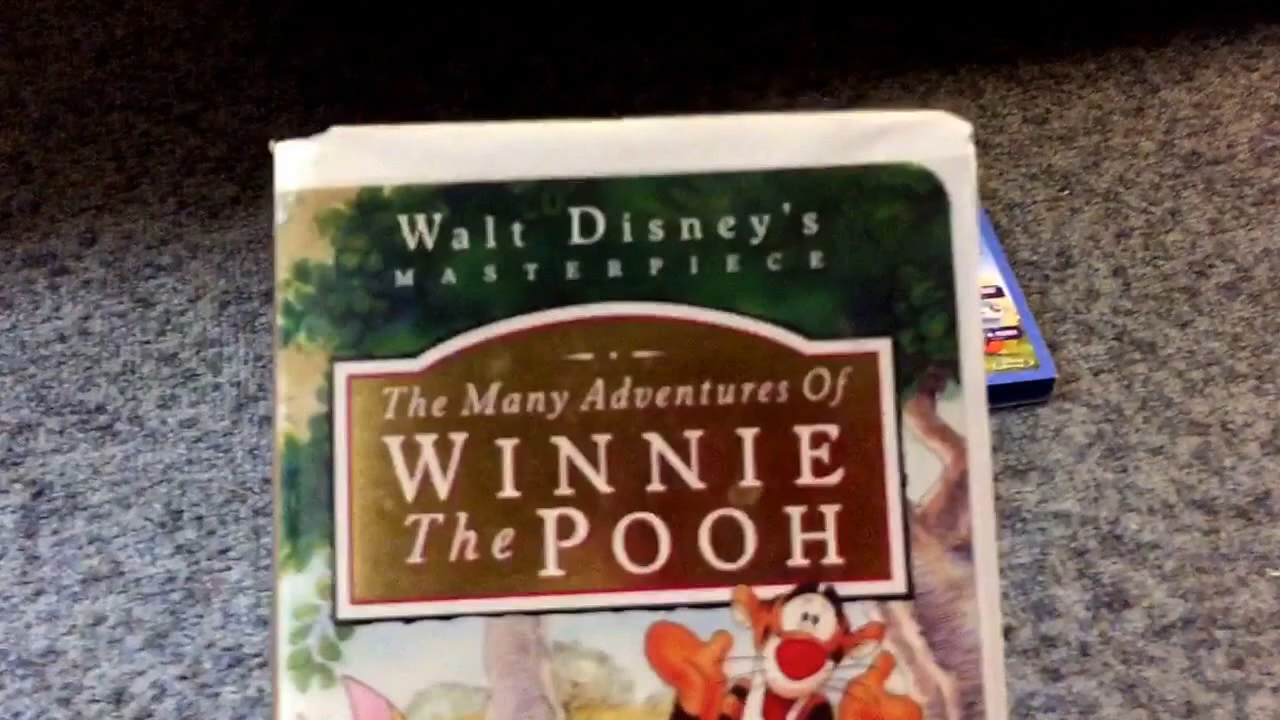 Walt Disney's
MASTERPIECE
The Many Adventures Of
WINNIE
The POOH